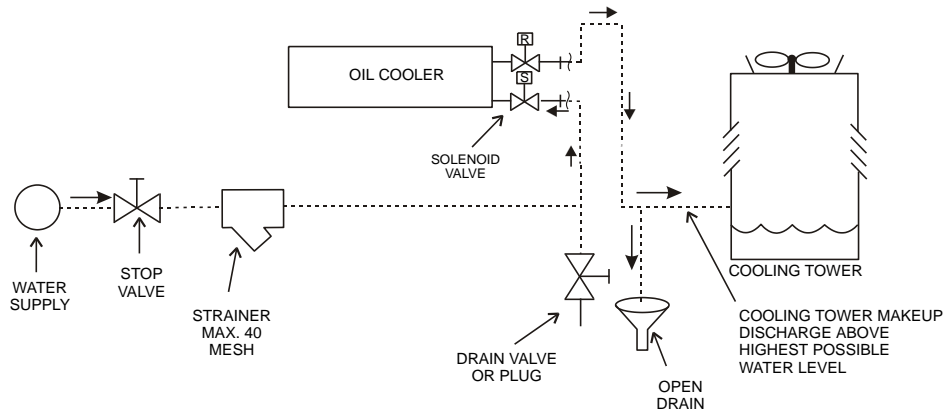 R
OIL COOLER
S
SOLENOID
VALVE
WATER
SUPPLY
STOP
VALVE
STRAINER
MAX. 40
MESH
DRAIN VALVE
OR PLUG
OPEN
DRAIN
COOLING TOWER
COOLING TOWER MAKEUP
DISCHARGE ABOVE
HIGHEST POSSIBLE
WATER LEVEL